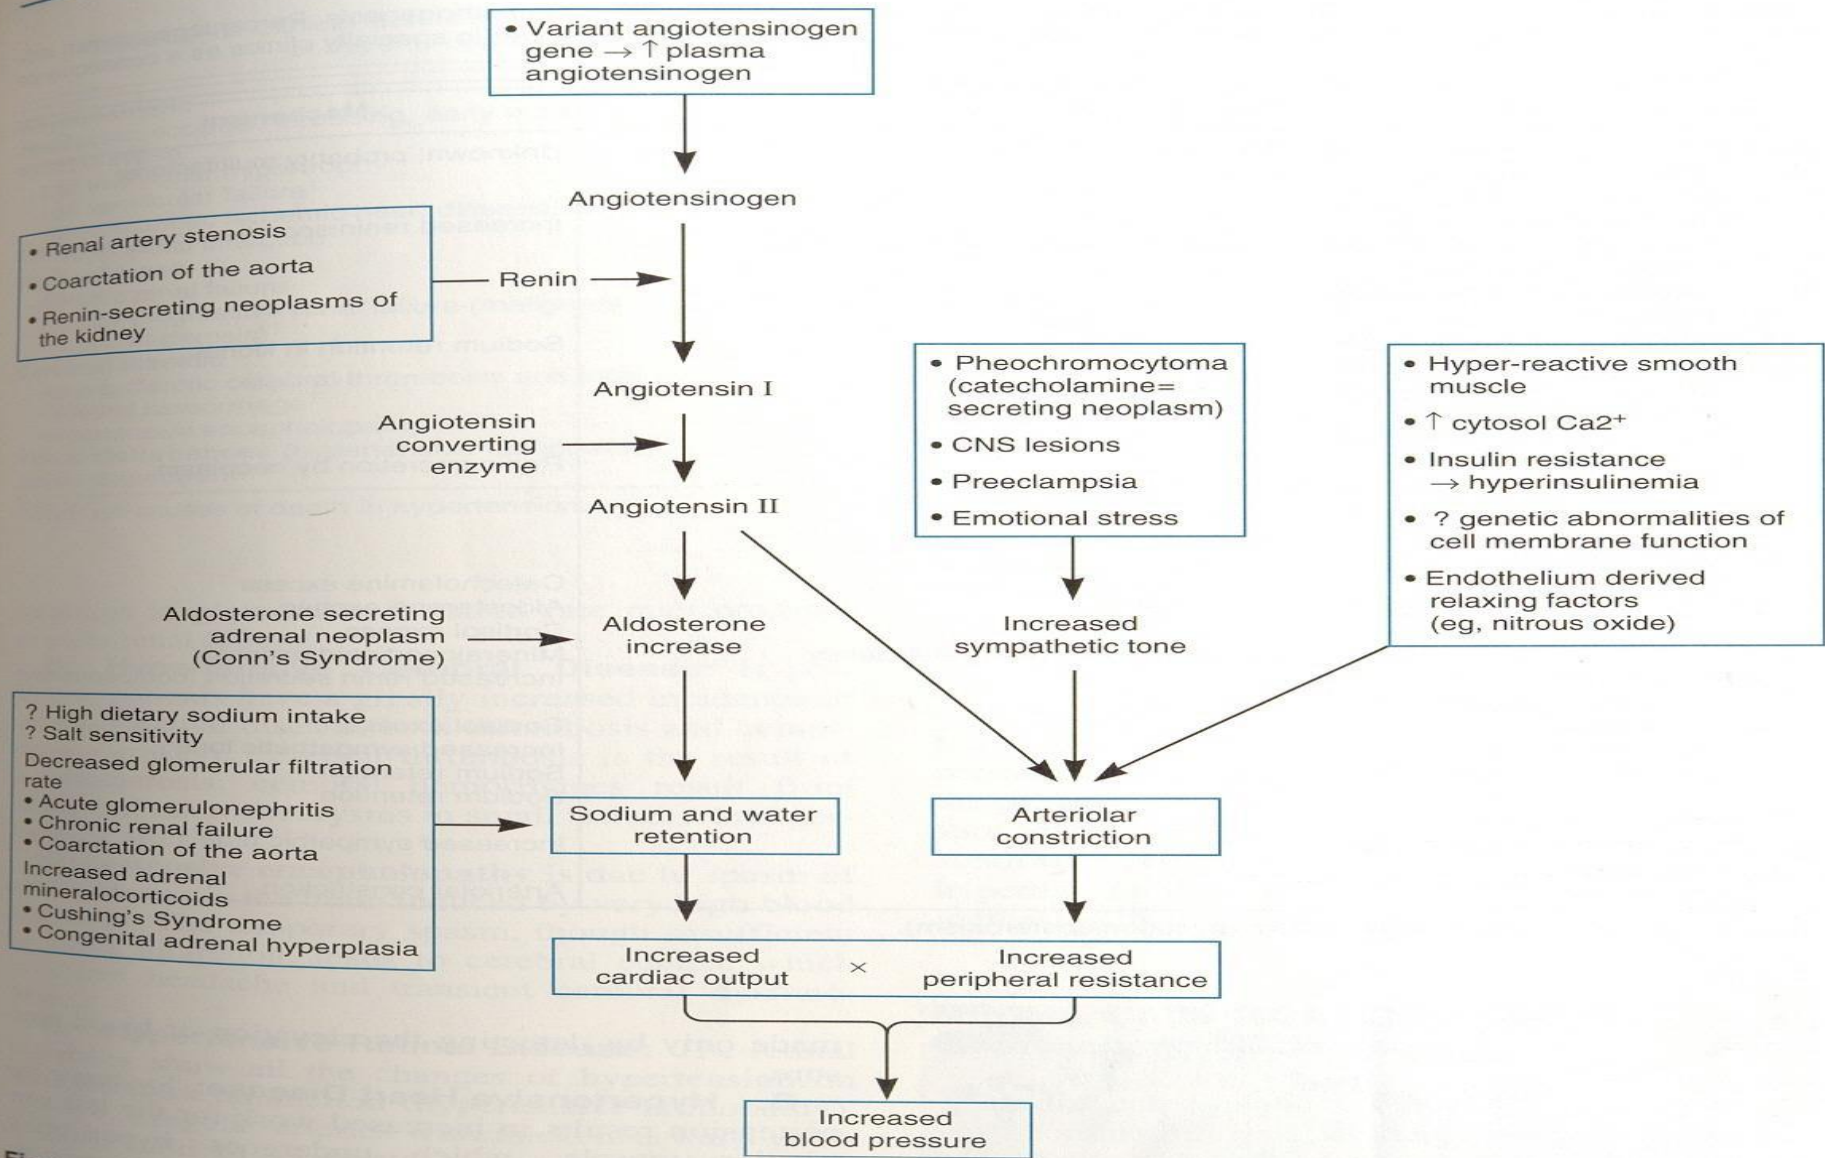 • Variant angiotensinogen
gene → ↑ plasma
angiotensinogen
Angiotensinogen
• Renal artery stenosis
• Coarctation of the aorta
• Renin-secreting neoplasms of
the kidney
Renin
Angiotensin I
Angiotensin
converting
enzyme
Angiotensin II
• Pheochromocytoma
(catecholamine=
secreting neoplasm)
• CNS lesions
• Preeclampsia
• Emotional stress
• Hyper-reactive smooth
muscle
• ↑ cytosol Ca2+
• Insulin resistance
→ hyperinsulinemia
• ? genetic abnormalities of
cell membrane function
• Endothelium derived
relaxing factors
(eg, nitrous oxide)
Aldosterone secreting
adrenal neoplasm
(Conn's Syndrome)
Aldosterone
increase
Increased
sympathetic tone
? High dietary sodium intake
? Salt sensitivity
Decreased glomerular filtration
rate
• Acute glomerulonephritis
• Chronic renal failure
• Coarctation of the aorta
Increased adrenal
mineralocorticoids
• Cushing's Syndrome
• Congenital adrenal hyperplasia
Sodium and water
retention
Arteriolar
constriction
Increased
cardiac output
×
Increased
peripheral resistance
Increased
blood pressure